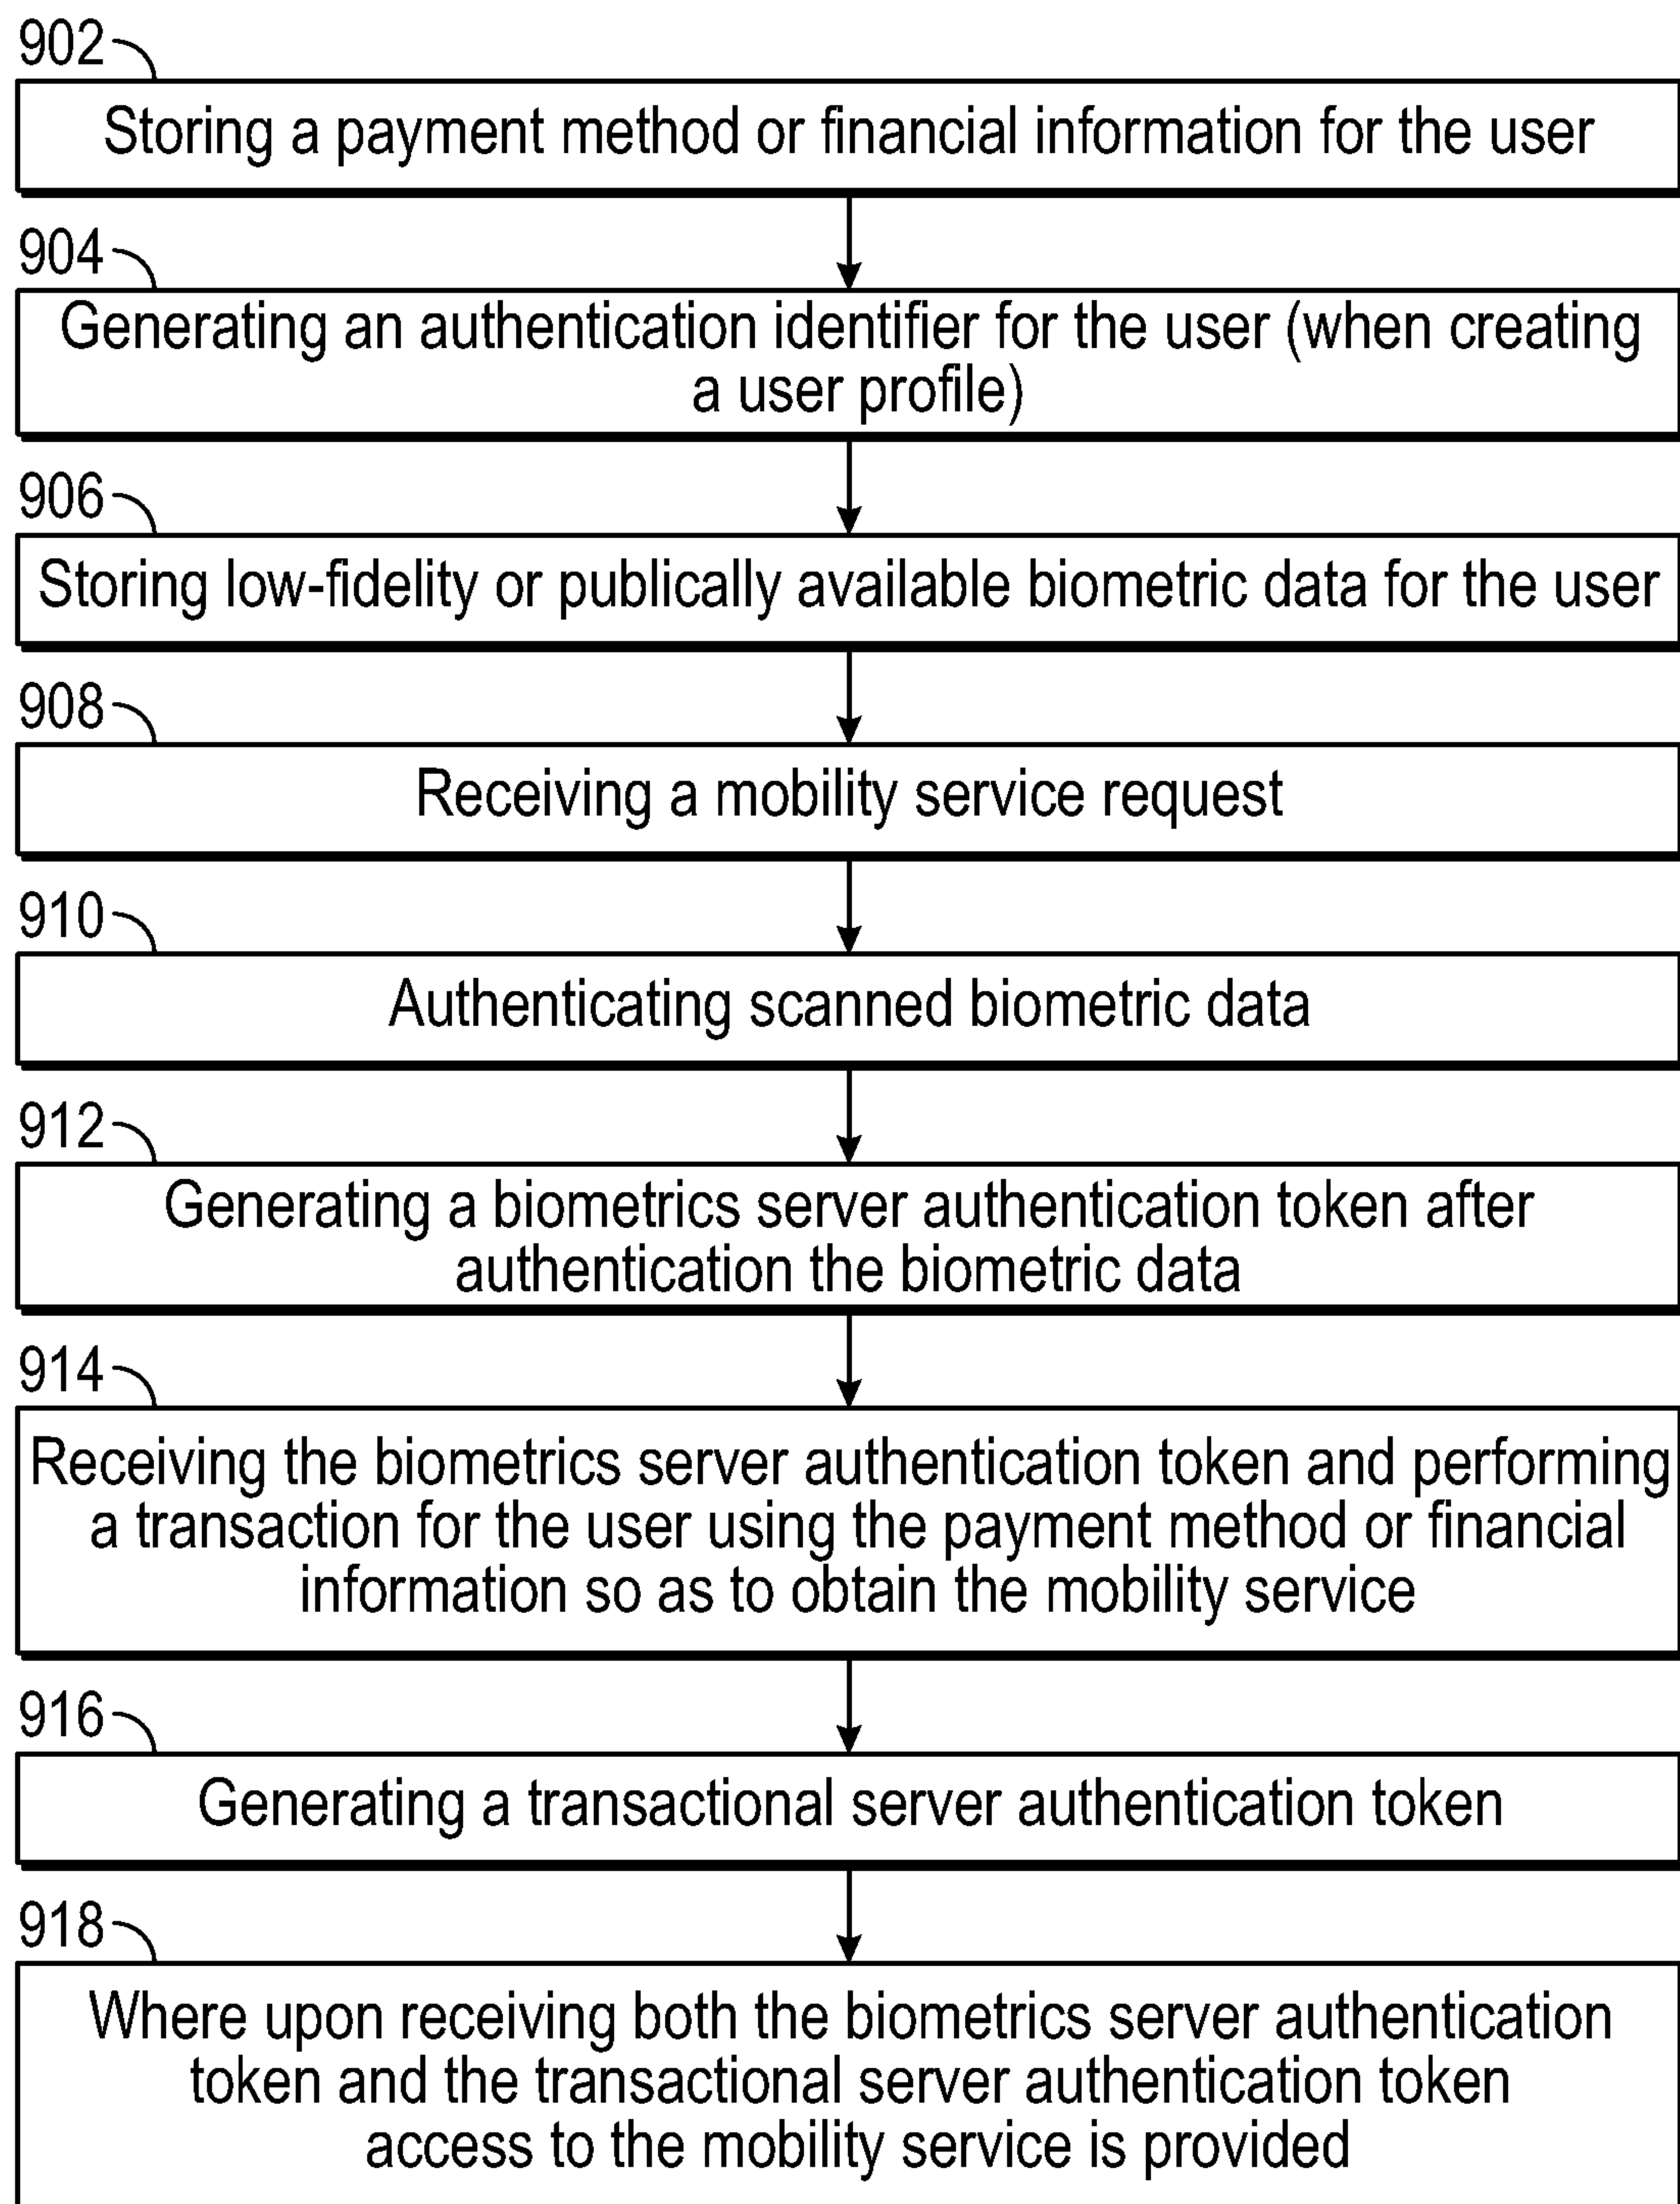 902
Storing a payment method or financial information for the user
904
Generating an authentication identifier for the user (when creating
a user profile)
906
Storing low-fidelity or publically available biometric data for the user
908
Receiving a mobility service request
910
Authenticating scanned biometric data
912
Generating a biometrics server authentication token after
authentication the biometric data
914
Receiving the biometrics server authentication token and performing
a transaction for the user using the payment method or financial
information so as to obtain the mobility service
916
Generating a transactional server authentication token
918
Where upon receiving both the biometrics server authentication
token and the transactional server authentication token
access to the mobility service is provided